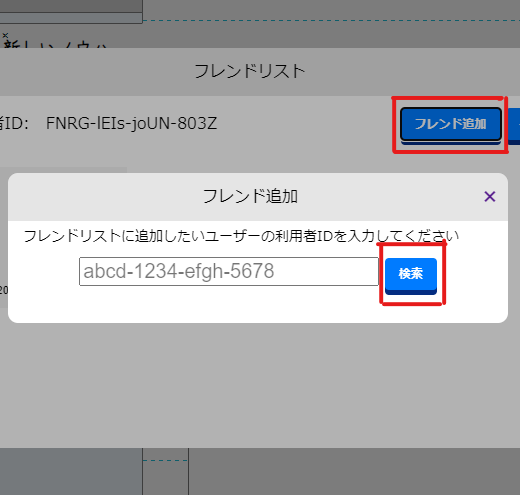 新しいノウハ
フレンドリスト
者ID: FNRG-lEIs-joUN-803Z
フレンド追加
フレンド追加
×
フレンドリストに追加したいユーザーの利用者IDを入力してください
abcd-1234-efgh-5678
検索
20